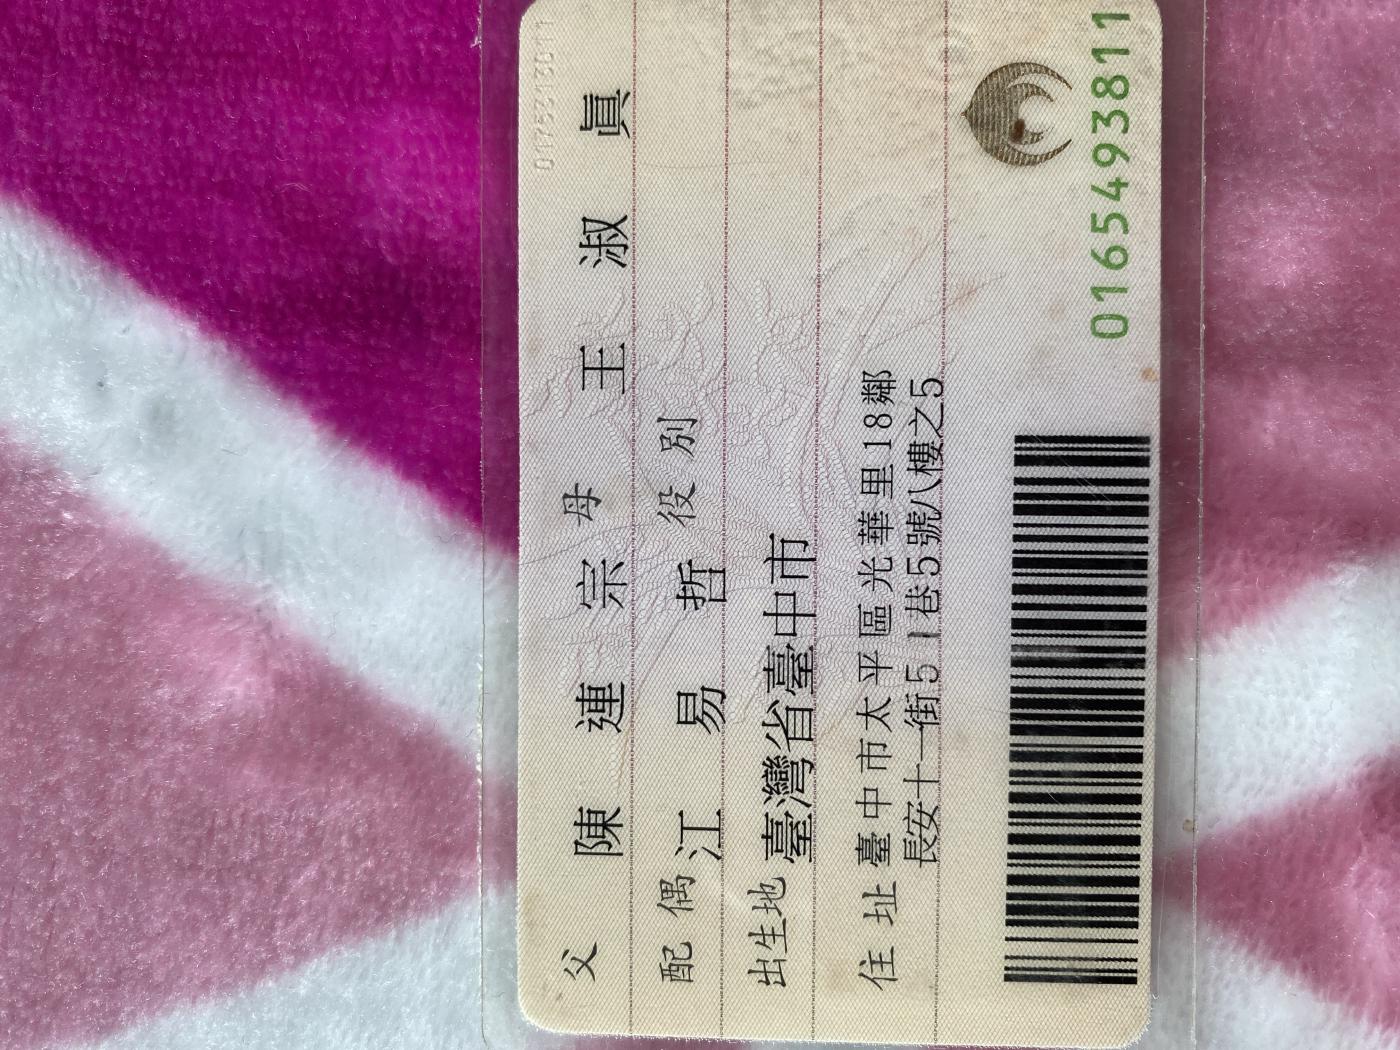 父 陳連宗 母 王淑眞
配偶 江易哲 役別
出生地 臺灣省臺中市
住址 臺中市太平區光華里18鄰
長安十一街51巷5號八樓之5
0165493811